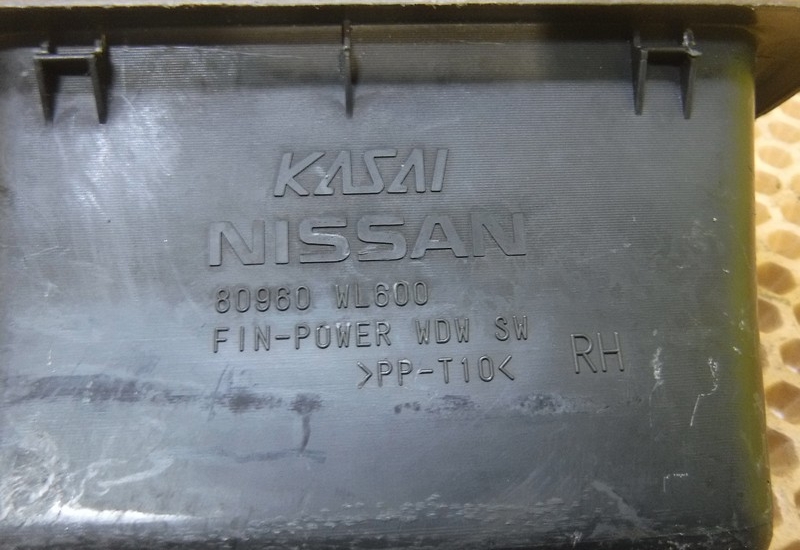 KASAI
NISSAN
80960 WL600
FIN-POWER WDW SW
>PP-T10<
RH